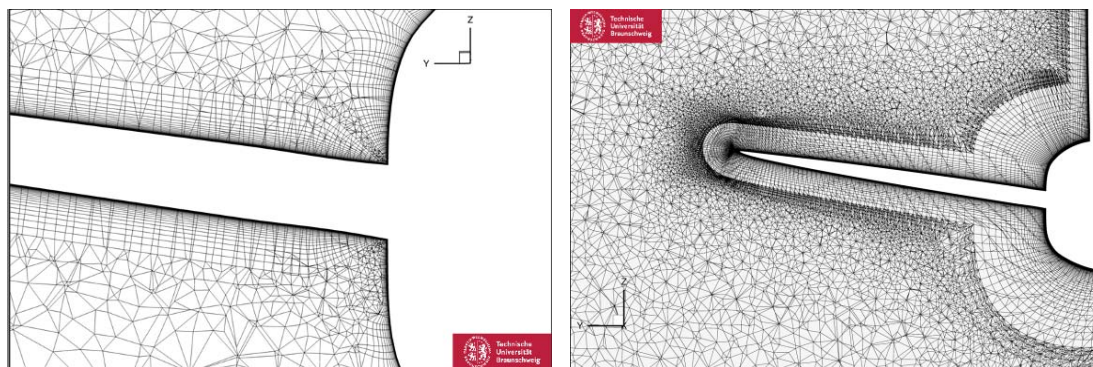 Z
Y
Technische
Universität
Braunschweig
Technische
Universität
Braunschweig
Z
Y